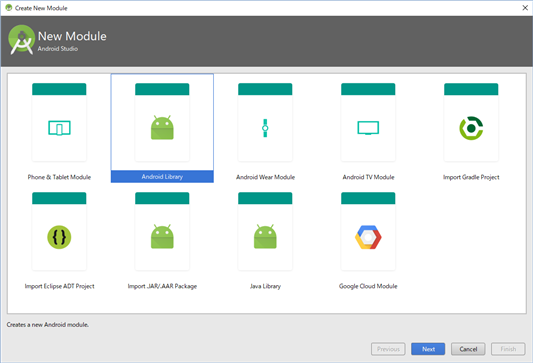 Create New Module
New Module
Android Studio
Phone & Tablet Module
Android Library
Android Wear Module
Android TV Module
Import Gradle Project
Import Eclipse ADT Project
Import .JAR/.AAR Package
Java Library
Google Cloud Module
Creates a new Android module.
Previous
Next
Cancel
Finish